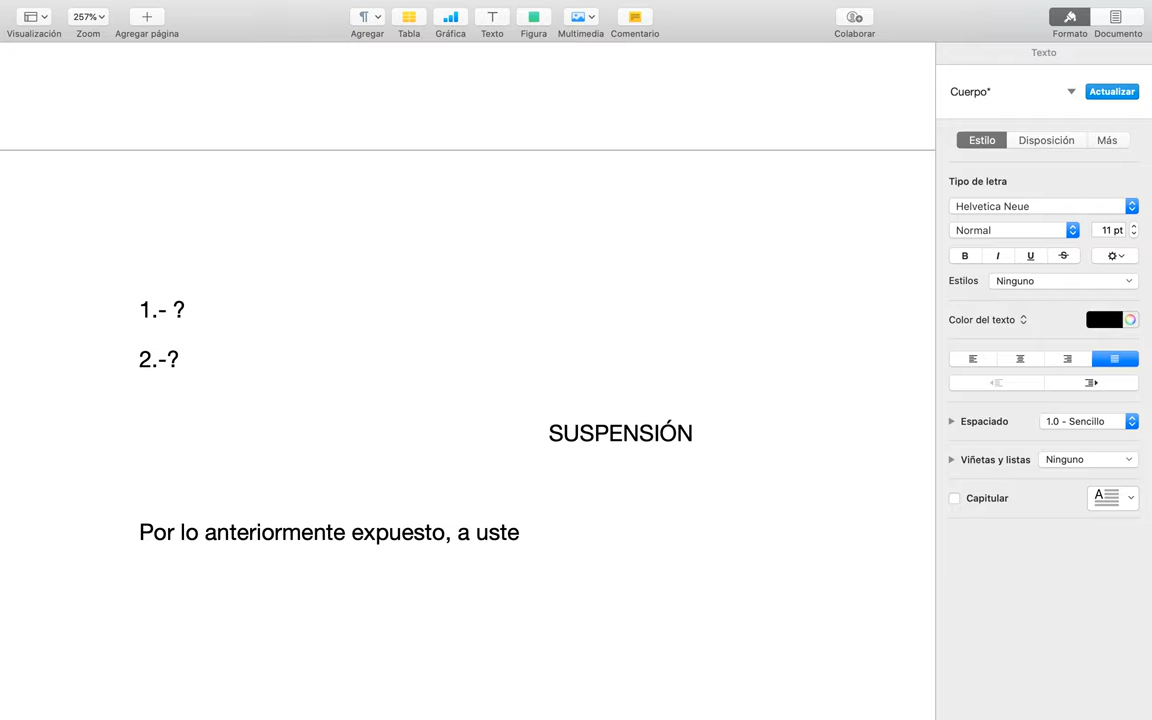 257%
Visualización Zoom Agregar página Agregar Tabla Gráfica Texto Figura Multimedia Comentario Colaborar Formato Documento
Texto
Cuerpo* Actualizar
Estilo Disposición Más
Tipo de letra
Helvetica Neue
Normal 11 pt
B I U S
Estilos Ninguno
Color del texto
Espaciado 1.0 - Sencillo
Viñetas y listas Ninguno
Capitular A
1.- ?
2.-?
SUSPENSIÓN
Por lo anteriormente expuesto, a uste